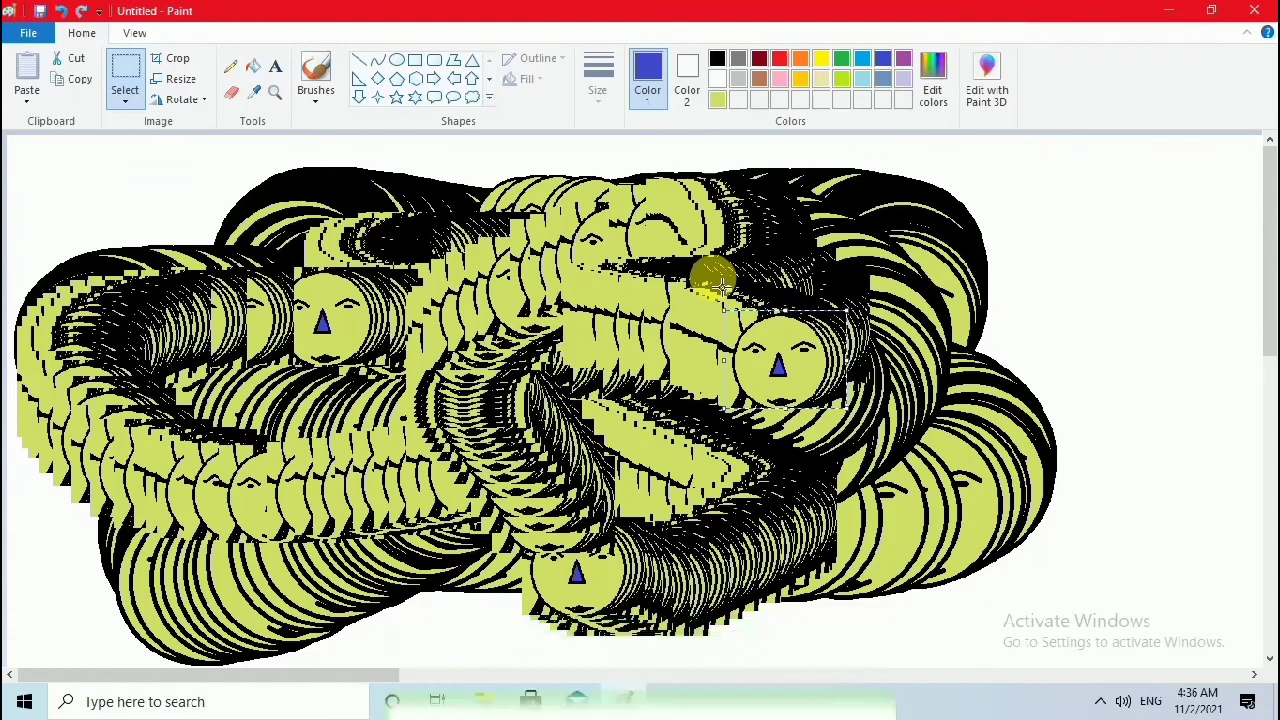 Untitled - Paint
File Home View
Paste
Cut
Copy
Clipboard
Select
Crop
Resize
Rotate
Image
A
Tools
Brushes
Outline
Fill
Shapes
Size
Color
1
Color
2
Edit
colors
Colors
Edit with
Paint 3D
Activate Windows
Go to Settings to activate Windows.
Type here to search
ENG
4:36 AM
11/2/2021